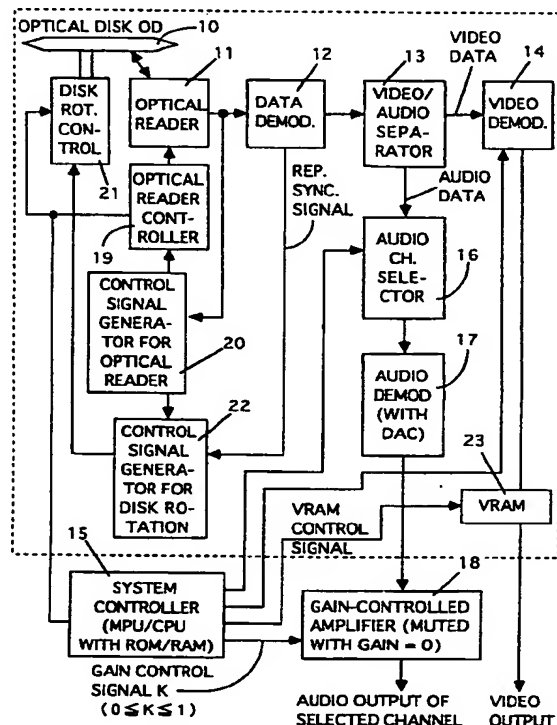 OPTICAL DISK OD
10
DISK
ROT.
CON-
TROL
21
11
OPTICAL
READER
12
DATA
DEMOD.
13
VIDEO/
AUDIO
SEPA-
RATOR
VIDEO
DATA
14
VIDEO
DEMOD.
OPTICAL
READER
CONT-
ROLLER
19
REP.
SYNC.
SIGNAL
AUDIO
DATA
AUDIO
CH.
SELE-
CTOR
16
CONTROL
SIGNAL
GENERA-
TOR FOR
OPTICAL
READER
20
AUDIO
DEMOD
(WITH
DAC)
17
22
CONTROL
SIGNAL
GENERA-
TOR FOR
DISK RO-
TATION
23
VRAM
VRAM
CONTROL
SIGNAL
15
SYSTEM
CONTROLLER
(MPU/CPU
WITH ROM/RAM)
18
GAIN-CONTROLLED
AMPLIFIER (MUTED
WITH GAIN = 0)
GAIN CONTROL
SIGNAL K
(0≦K≦1)
AUDIO OUTPUT OF
SELECTED CHANNEL
VIDEO
OUTPUT